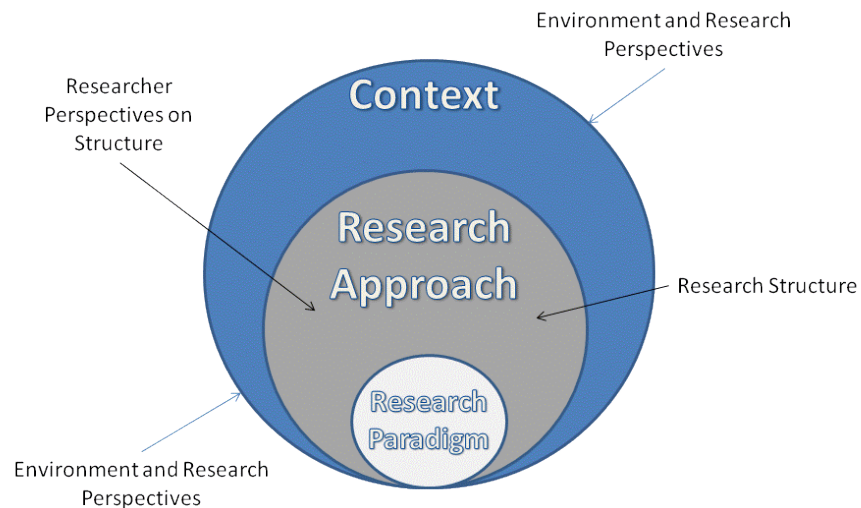 Environment and Research
Perspectives
Researcher
Perspectives on
Structure
Context
Research
Approach
Research Structure
Research
Paradigm
Environment and Research
Perspectives